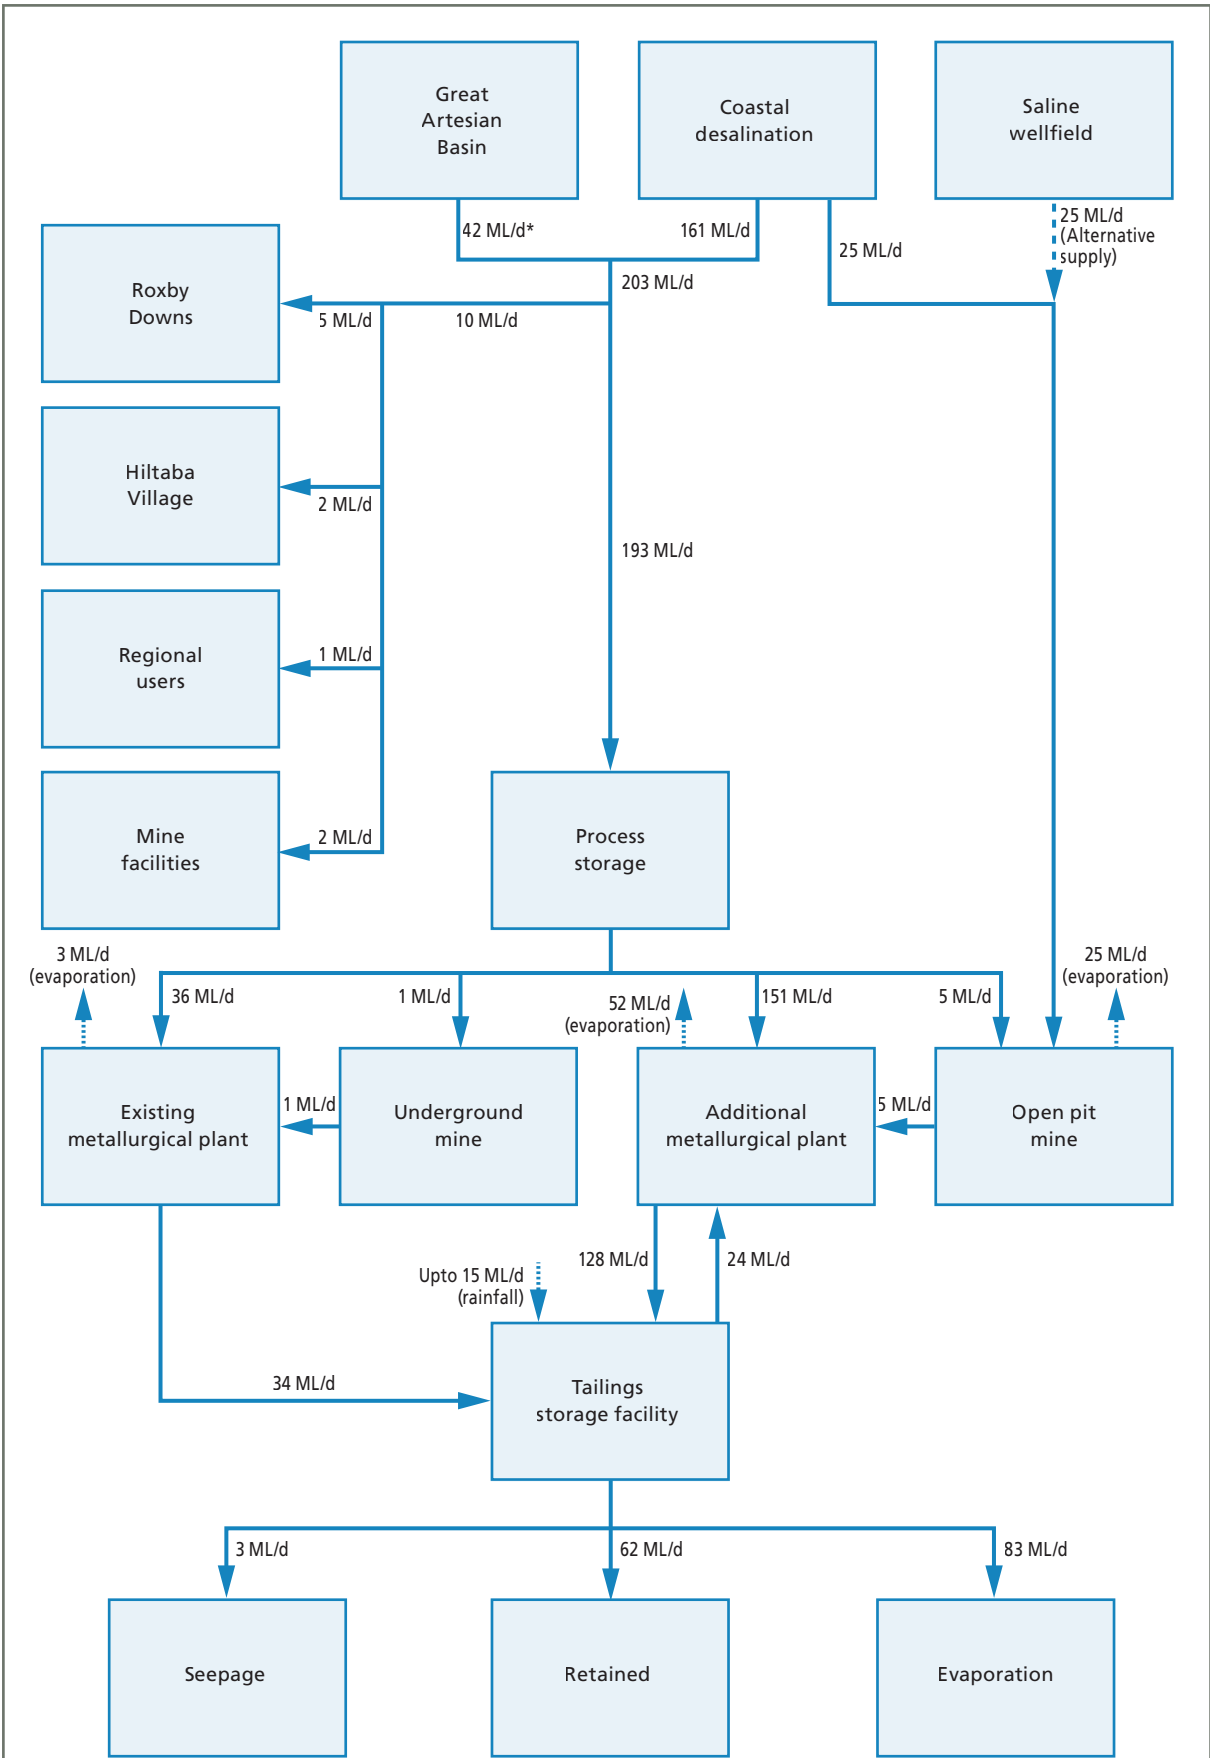 Great
Artesian
Basin
Coastal
desalination
Saline
wellfield
42 ML/d*
161 ML/d
25 ML/d
25 ML/d
(Alternative
supply)
203 ML/d
Roxby
Downs
5 ML/d
10 ML/d
Hiltaba
Village
2 ML/d
193 ML/d
Regional
users
1 ML/d
Mine
facilities
2 ML/d
Process
storage
3 ML/d
(evaporation)
36 ML/d
1 ML/d
52 ML/d
(evaporation)
151 ML/d
5 ML/d
25 ML/d
(evaporation)
Existing
metallurgical plant
1 ML/d
Underground
mine
Additional
metallurgical plant
5 ML/d
Open pit
mine
128 ML/d
24 ML/d
Upto 15 ML/d
(rainfall)
34 ML/d
Tailings
storage facility
3 ML/d
62 ML/d
83 ML/d
Seepage
Retained
Evaporation